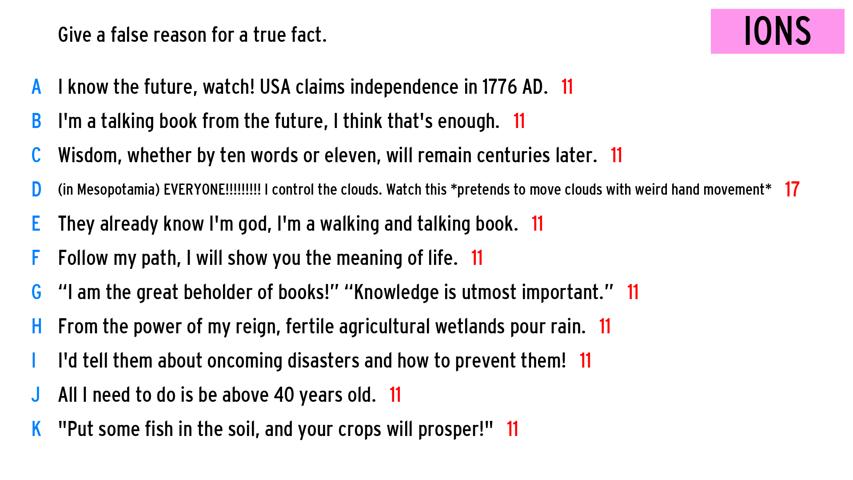 Give a false reason for a true fact.
IONS
A I know the future, watch! USA claims independence in 1776 AD. 11
B I'm a talking book from the future, I think that's enough. 11
C Wisdom, whether by ten words or eleven, will remain centuries later. 11
D (in Mesopotamia) EVERYONE!!!!!!!!! I control the clouds. Watch this *pretends to move clouds with weird hand movement* 17
E They already know I'm god, I'm a walking and talking book. 11
F Follow my path, I will show you the meaning of life. 11
G “I am the great beholder of books!” “Knowledge is utmost important.” 11
H From the power of my reign, fertile agricultural wetlands pour rain. 11
I I'd tell them about oncoming disasters and how to prevent them! 11
J All I need to do is be above 40 years old. 11
K "Put some fish in the soil, and your crops will prosper!" 11